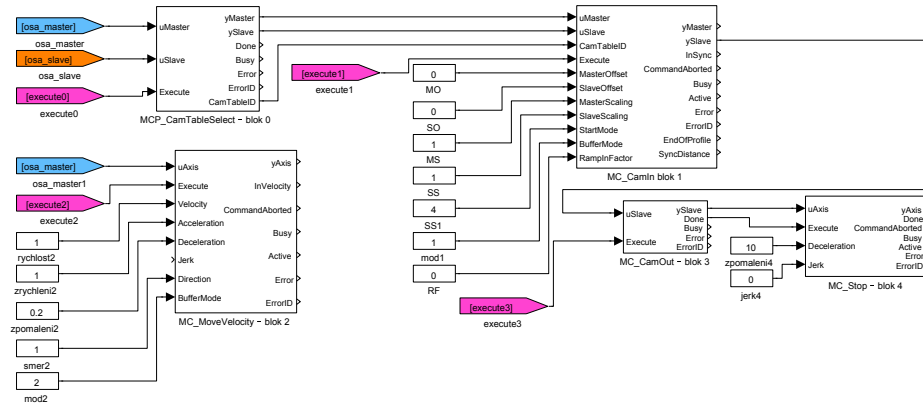 [osa_master]
osa_master
[osa_slave]
osa_slave
[execute0]
execute0
uMaster
uSlave
Execute
yMaster
ySlave
Done
Busy
Error
ErrorID
CamTableID
MCP_CamTableSelect − blok 0
[execute1]
execute1
0
MO
0
SO
1
MS
1
SS
4
SS1
1
mod1
0
RF
uMaster
uSlave
CamTableID
Execute
MasterOffset
SlaveOffset
MasterScaling
SlaveScaling
StartMode
BufferMode
RampInFactor
yMaster
ySlave
InSync
CommandAborted
Busy
Active
Error
ErrorID
EndOfProfile
SyncDistance
MC_CamIn blok 1
[osa_master]
osa_master1
[execute2]
execute2
1
rychlost2
1
zrychleni2
0.2
zpomaleni2
1
smer2
2
mod2
uAxis
Execute
Velocity
Acceleration
Deceleration
Jerk
Direction
BufferMode
yAxis
InVelocity
CommandAborted
Busy
Active
Error
ErrorID
MC_MoveVelocity − blok 2
[execute3]
execute3
uSlave
Execute
ySlave
Done
Busy
Error
ErrorID
MC_CamOut − blok 3
10
zpomaleni4
0
jerk4
uAxis
Execute
Deceleration
Jerk
yAxis
Done
CommandAborted
Busy
Active
Error
ErrorID
MC_Stop − blok 4